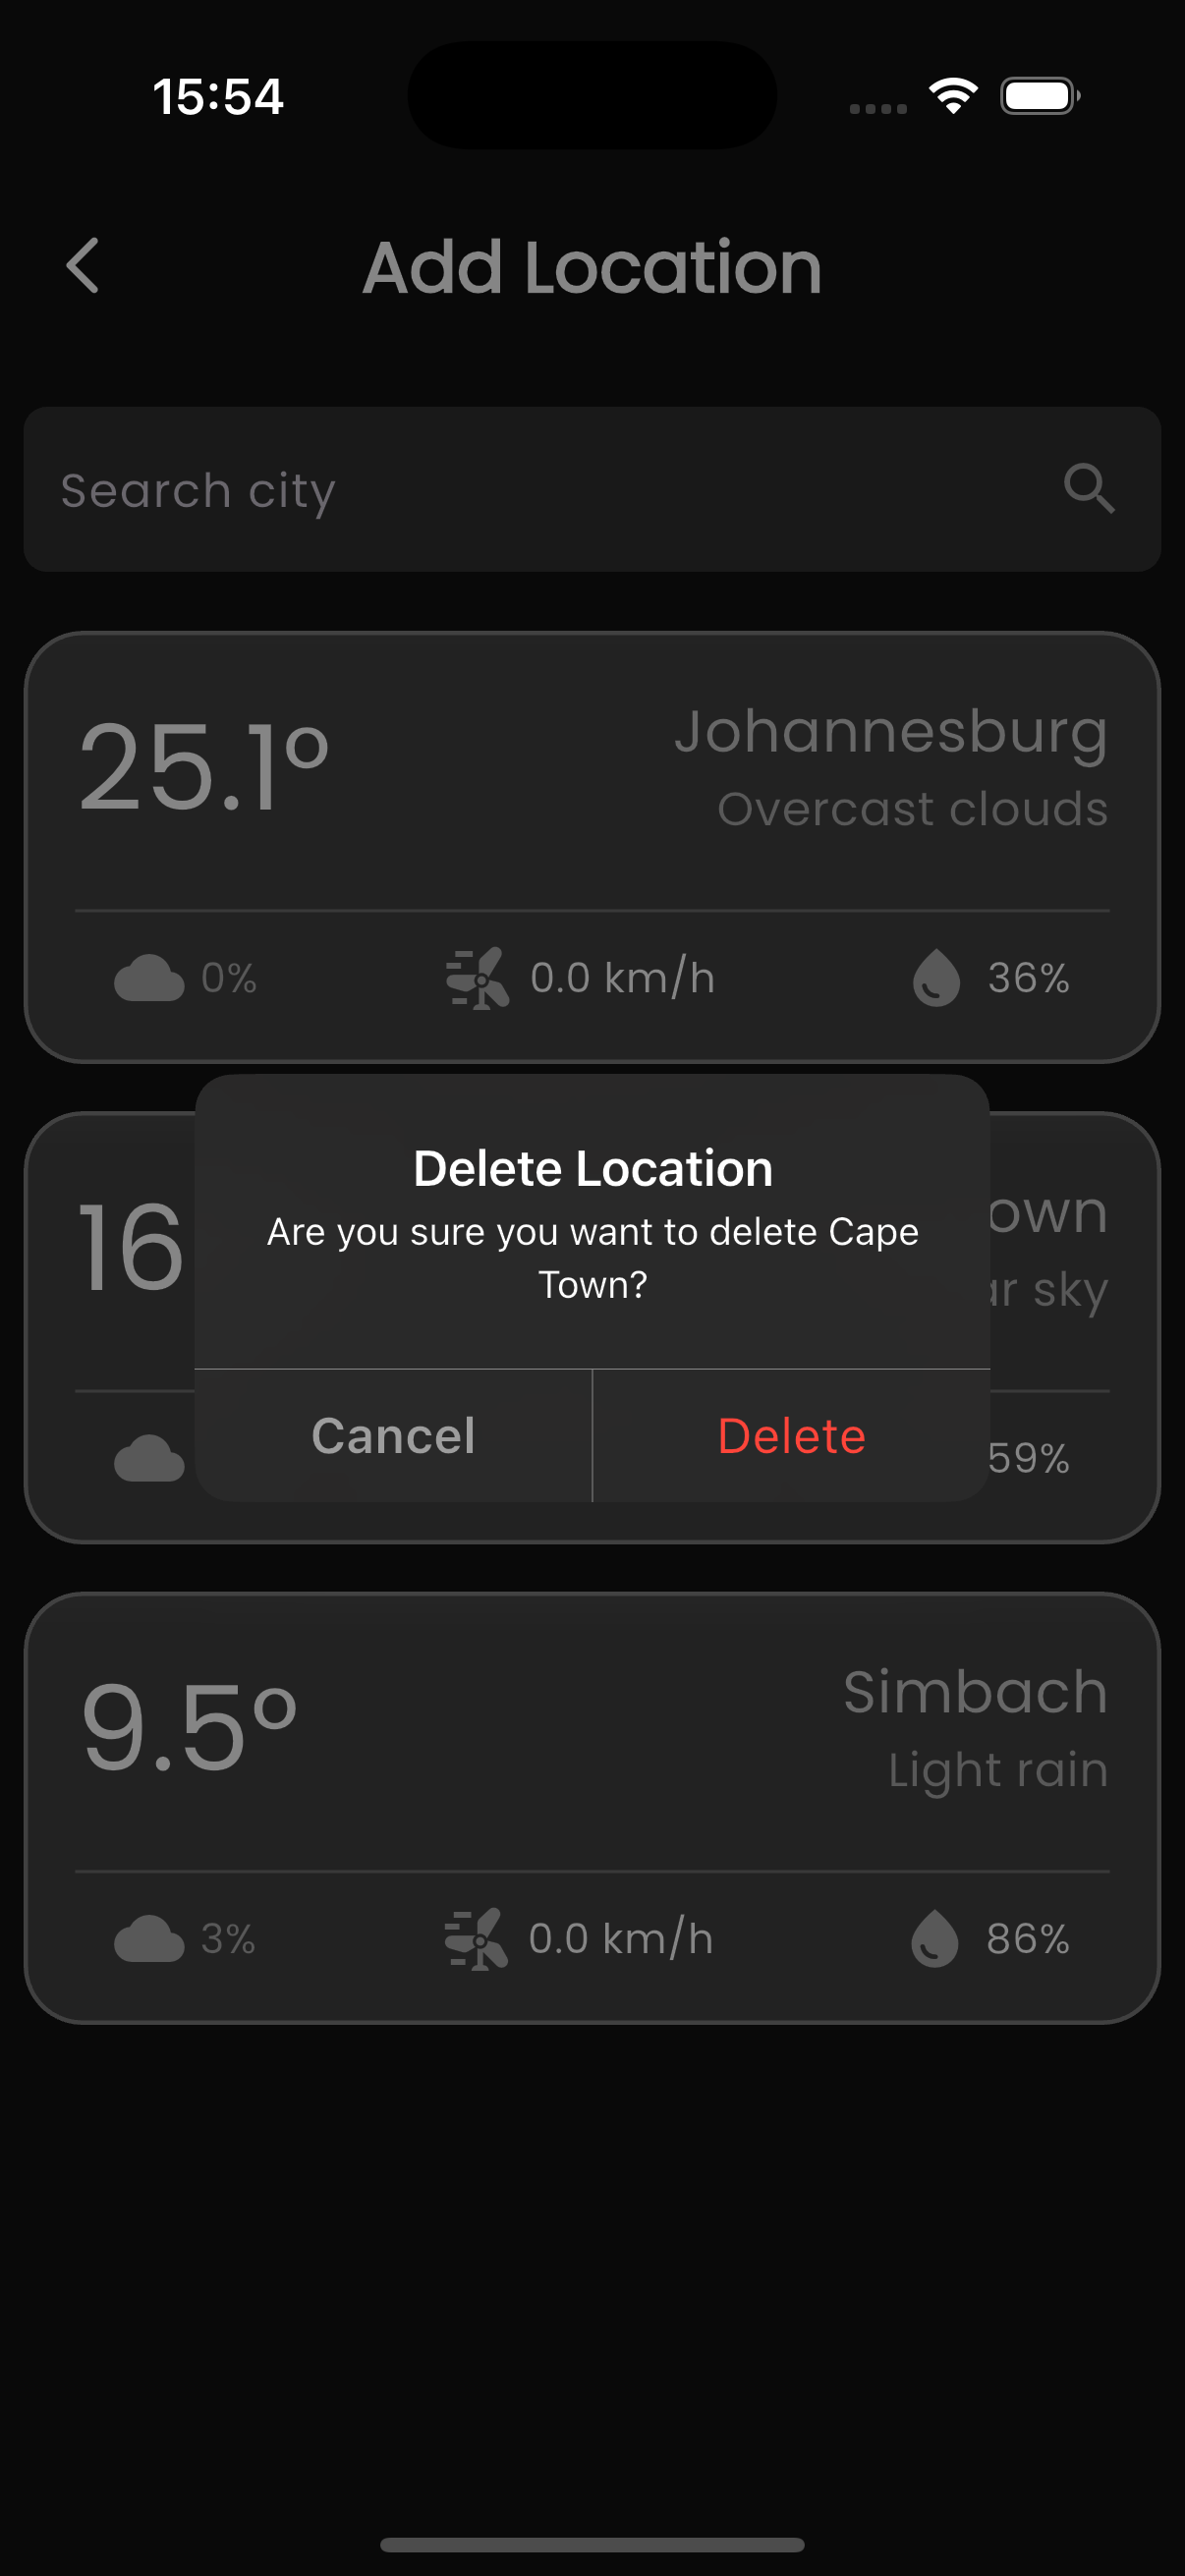 15:54
Add Location
Search city
25.1°
Johannesburg
Overcast clouds
0%
0.0 km/h
36%
Delete Location
Are you sure you want to delete Cape
Town?
Cancel
Delete
16
own
sky
59%
9.5°
Simbach
Light rain
3%
0.0 km/h
86%